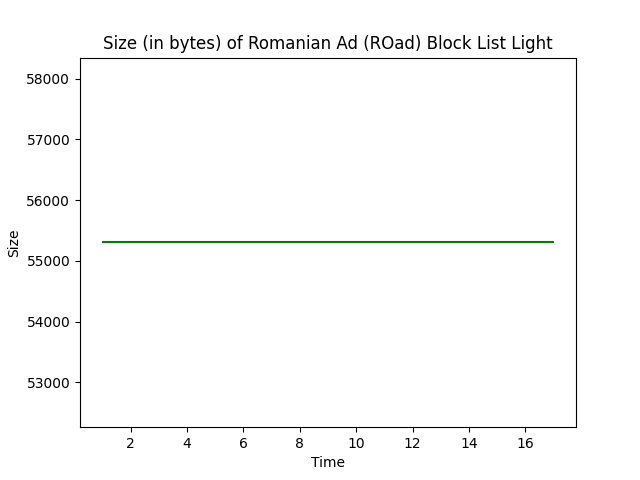 Size (in bytes) of Romanian Ad (ROad) Block List Light
58000
57000
56000
55000
54000
53000
Size
2 4 6 8 10 12 14 16
Time